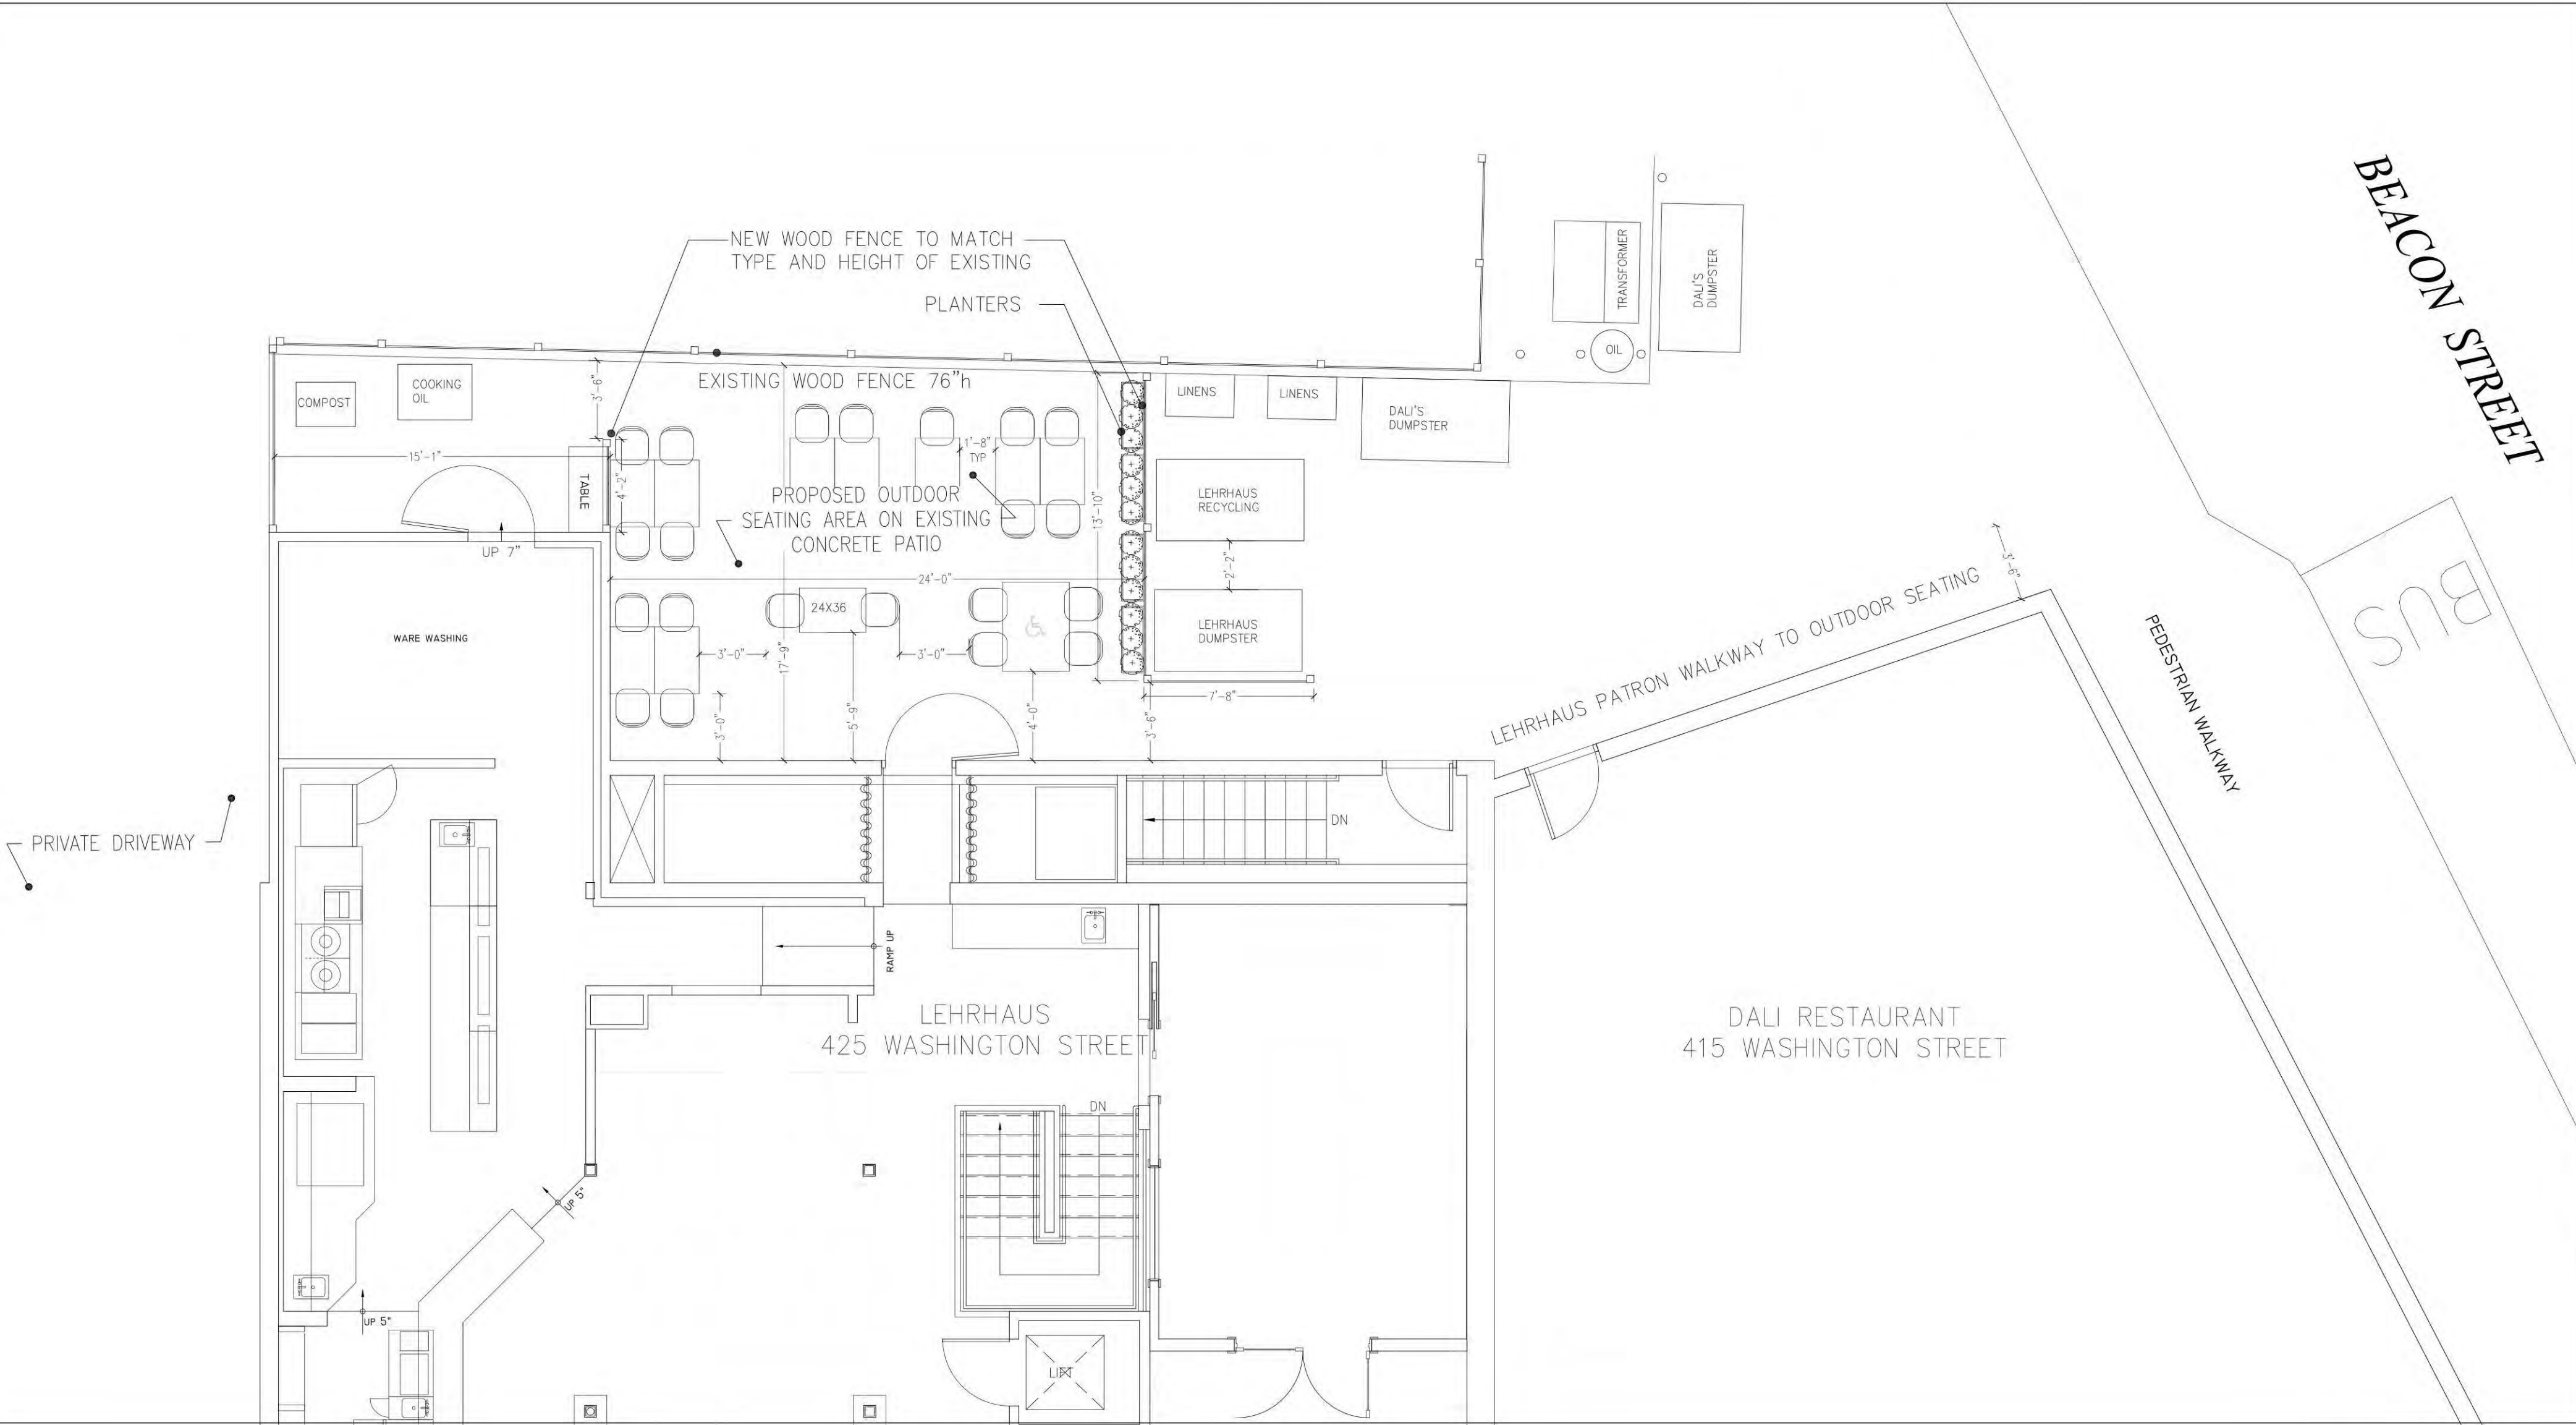 BEACON STREET
NEW WOOD FENCE TO MATCH
TYPE AND HEIGHT OF EXISTING
PLANTERS
TRANSFORMER
DALI'S
DUMPSTER
OIL
EXISTING WOOD FENCE 76"h
COMPOST
COOKING
OIL
3'-6"
LINENS
LINENS
DALI'S
DUMPSTER
15'-1"
TABLE
4'-2"
1'-8"
TYP
PROPOSED OUTDOOR
SEATING AREA ON EXISTING
CONCRETE PATIO
13'-10"
LEHRHAUS
RECYCLING
UP 7"
24'-0"
2'-2"
3'-6"
BUS
24X36
LEHRHAUS
DUMPSTER
WARE WASHING
3'-0"
17'-9"
3'-0"
7'-8"
3'-0"
5'-9"
4'-0"
3'-6"
LEHRHAUS PATRON WALKWAY TO OUTDOOR SEATING
PEDESTRIAN WALKWAY
PRIVATE DRIVEWAY
DN
RAMP UP
LEHRHAUS
425 WASHINGTON STREET
DALI RESTAURANT
415 WASHINGTON STREET
DN
UP 5"
UP 5"
LIFT